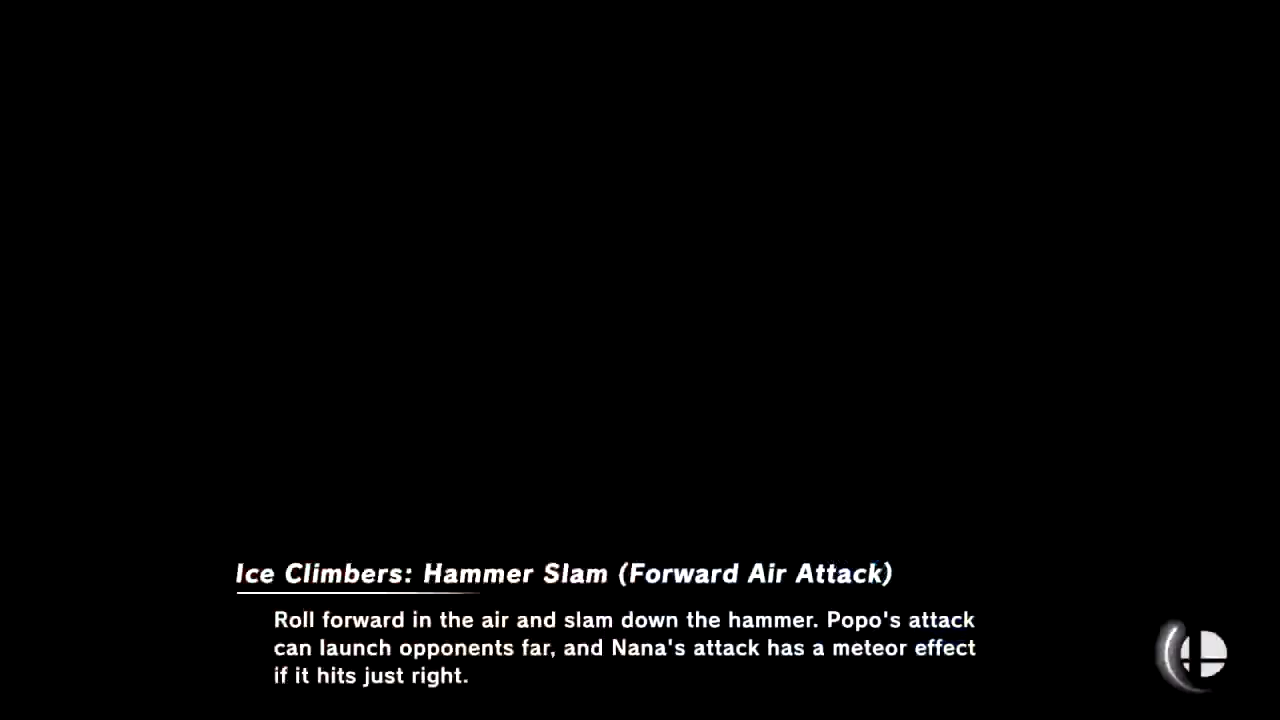 Ice Climbers: Hammer Slam (Forward Air Attack)
Roll forward in the air and slam down the hammer. Popo's attack
can launch opponents far, and Nana's attack has a meteor effect
if it hits just right.